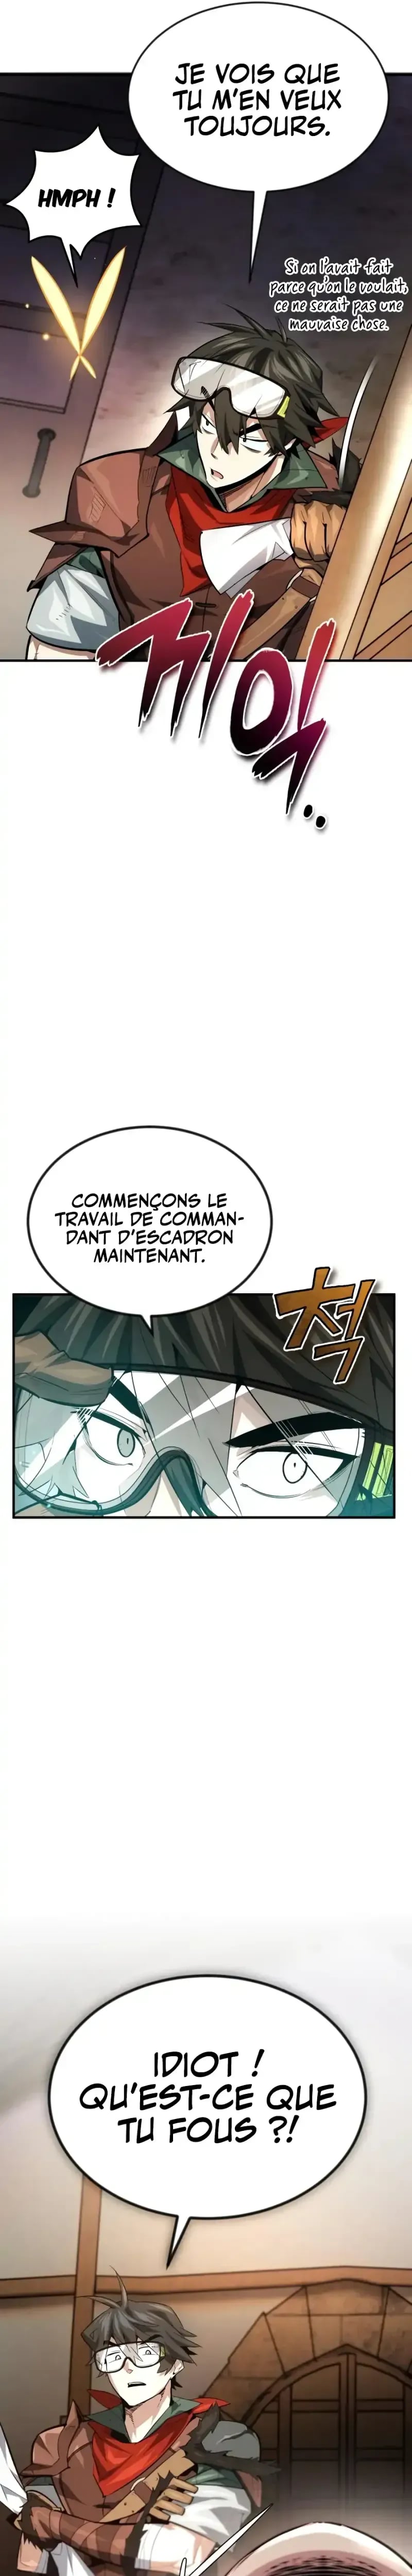 JE VOIS QUE
TU M'EN VEUX
TOUJOURS.
HMPH !
Si on l'avait fait
parce qu'on le voulait,
ce ne serait pas une
mauvaise chose.
끼이익..
COMMENÇONS LE
TRAVAIL DE COMMAN-
DANT D'ESCADRON
MAINTENANT.
척
IDIOT !
QU'EST-CE QUE
TU FOUS ?!